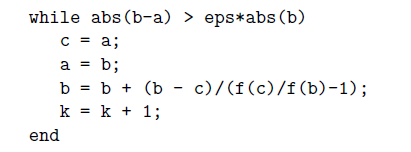 while abs(b-a) > eps*abs(b)
c = a;
a = b;
b = b + (b - c)/(f(c)/f(b)-1);
k = k + 1;
end